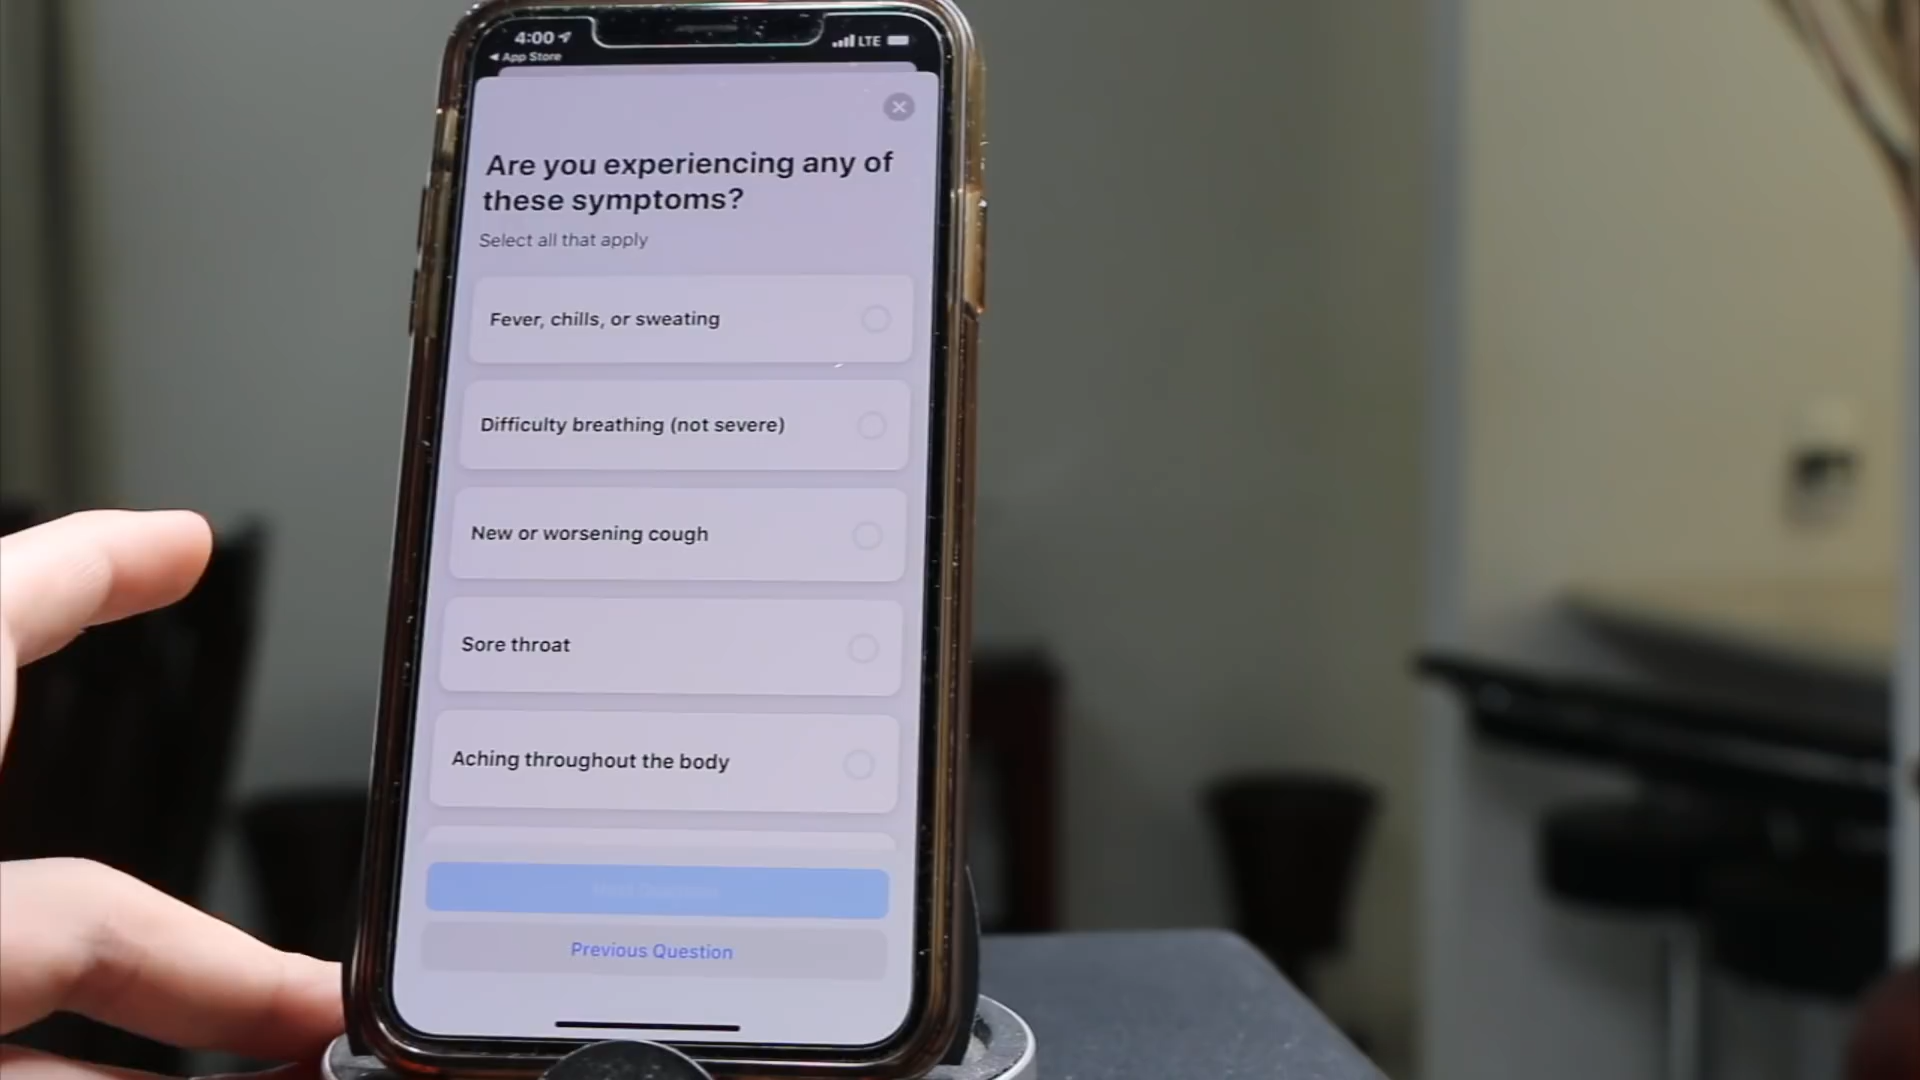 4:00
LTE
◀ App Store
Are you experiencing any of
these symptoms?
Select all that apply
Fever, chills, or sweating
Difficulty breathing (not severe)
New or worsening cough
Sore throat
Aching throughout the body
Previous Question